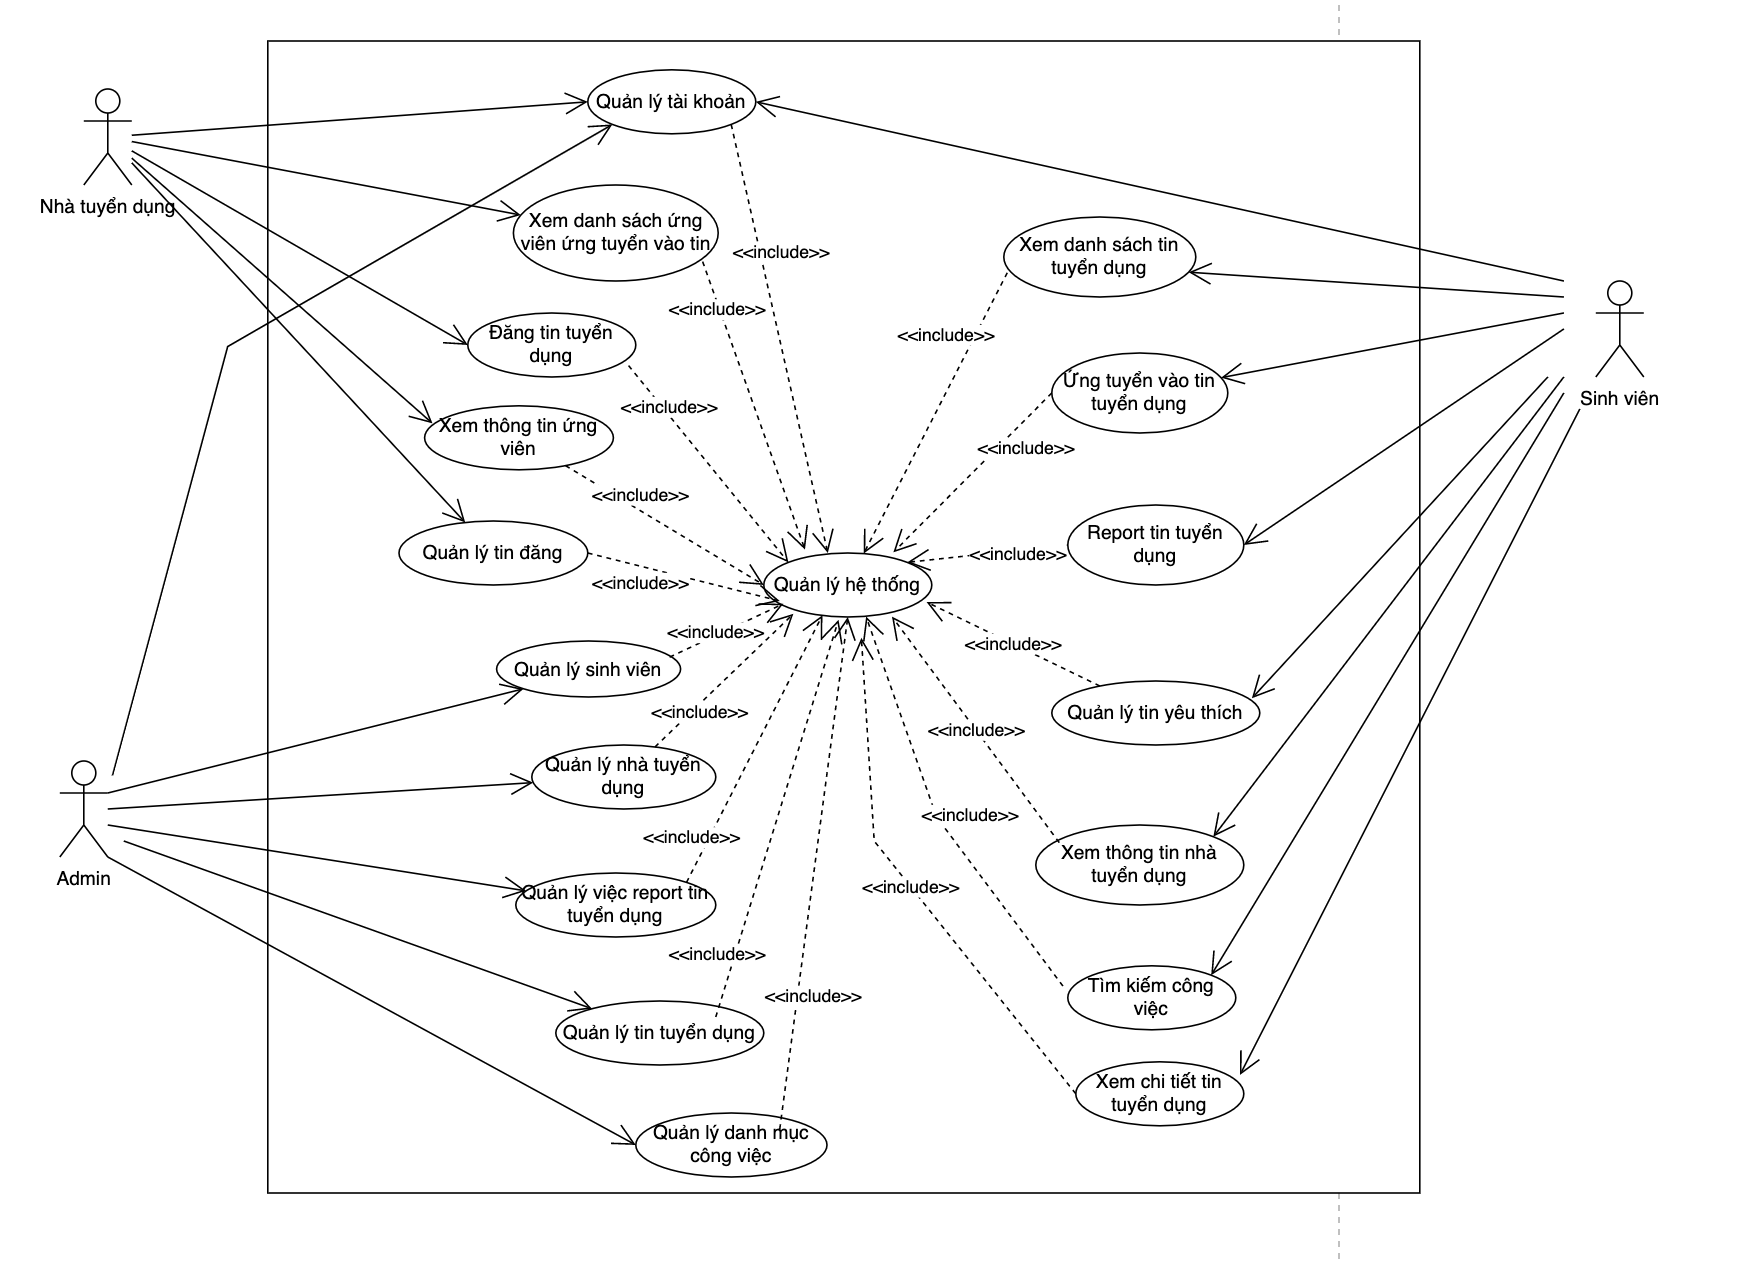 Quản lý tài khoản
Nhà tuyển dụng
Xem danh sách ứng
viên ứng tuyển vào tin
<<include>>
Xem danh sách tin
tuyển dụng
<<include>>
Đăng tin tuyển
dụng
<<include>>
Ứng tuyển vào tin
tuyển dụng
Sinh viên
<<include>>
Xem thông tin ứng
viên
<<include>>
<<include>>
Report tin tuyển
dụng
Quản lý tin đăng
<<include>>
<<include>>
Quản lý hệ thống
<<include>>
<<include>>
Quản lý sinh viên
<<include>>
Quản lý tin yêu thích
<<include>>
Quản lý nhà tuyển
dụng
<<include>>
<<include>>
<<include>>
Xem thông tin nhà
tuyển dụng
Admin
<<include>>
Quản lý việc report tin
tuyển dụng
<<include>>
Tìm kiếm công
việc
<<include>>
Quản lý tin tuyển dụng
Xem chi tiết tin
tuyển dụng
Quản lý danh mục
công việc